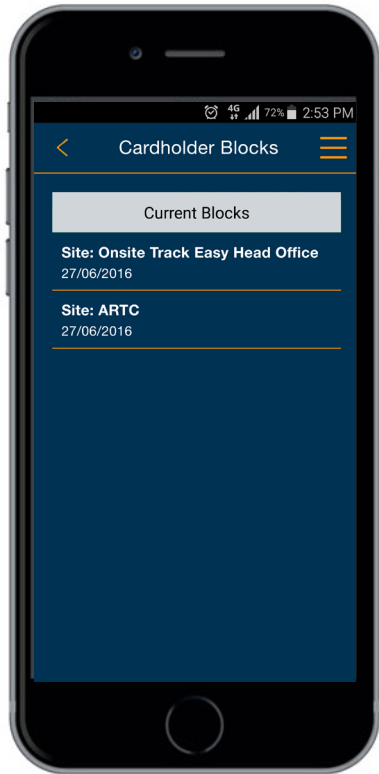 4G 72% 2:53 PM
Cardholder Blocks
Current Blocks
Site: Onsite Track Easy Head Office
27/06/2016
Site: ARTC
27/06/2016